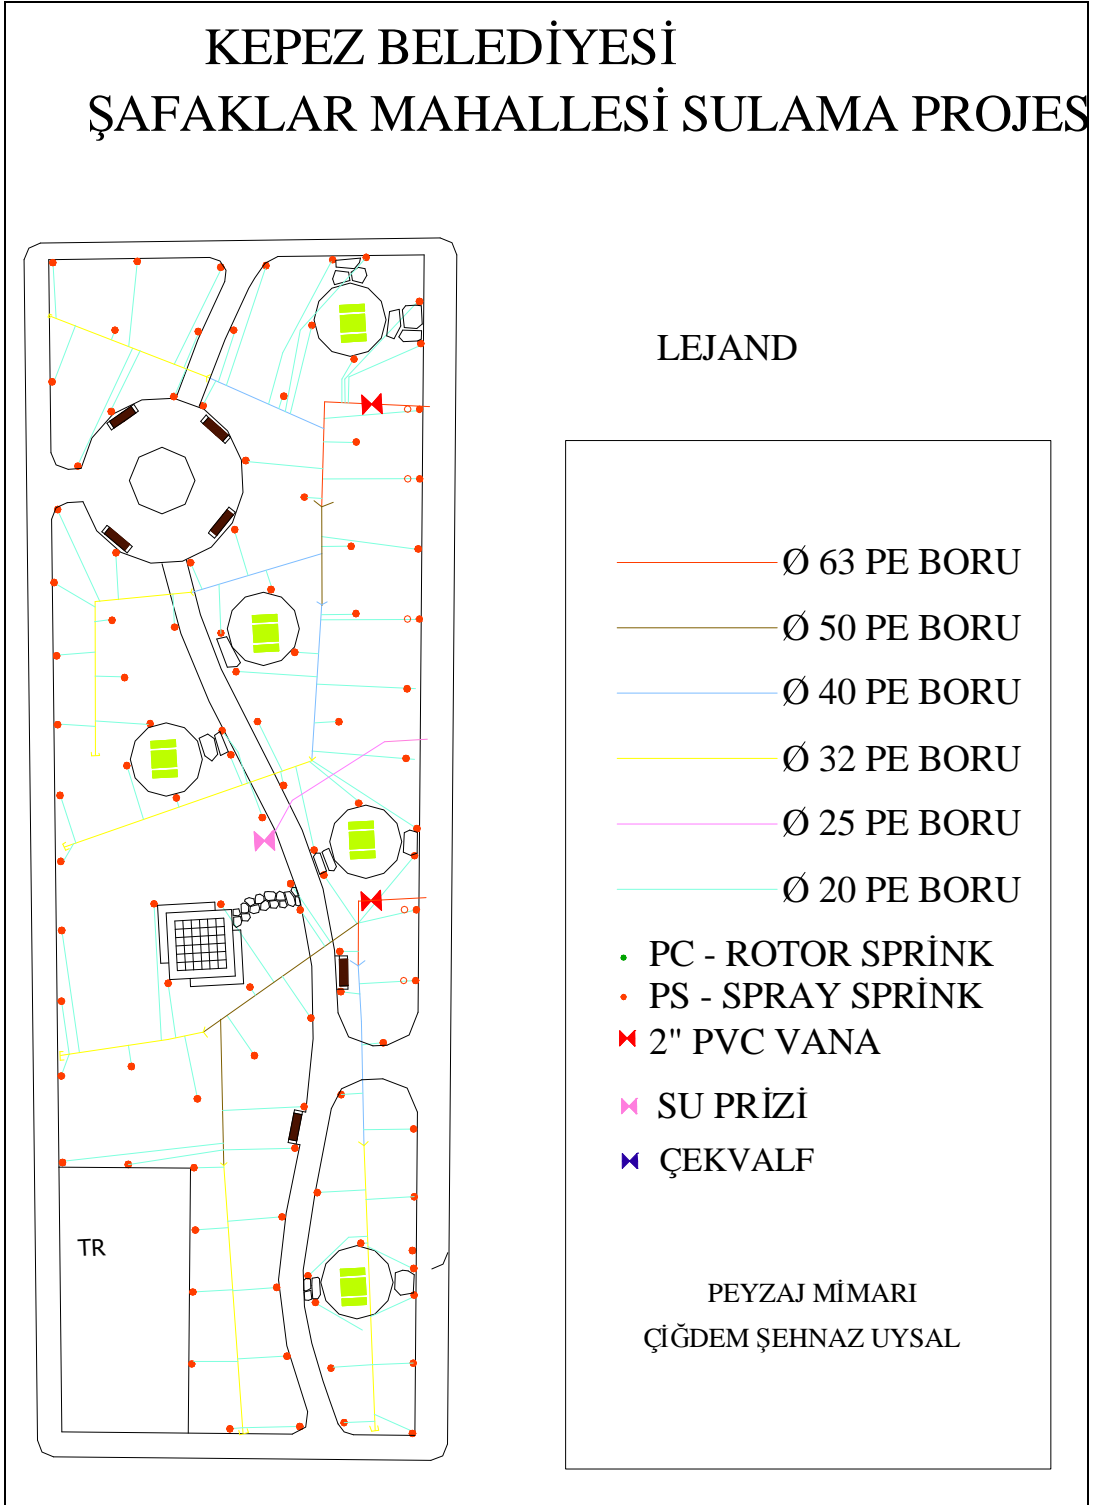 KEPEZ BELEDİYESİ
ŞAFAKLAR MAHALLESİ SULAMA PROJES
LEJAND
Ø 63 PE BORU
Ø 50 PE BORU
Ø 40 PE BORU
Ø 32 PE BORU
Ø 25 PE BORU
Ø 20 PE BORU
PC - ROTOR SPRİNK
PS - SPRAY SPRİNK
2" PVC VANA
SU PRİZİ
ÇEKVALF
TR
PEYZAJ MİMARI
ÇİĞDEM ŞEHNAZ UYSAL